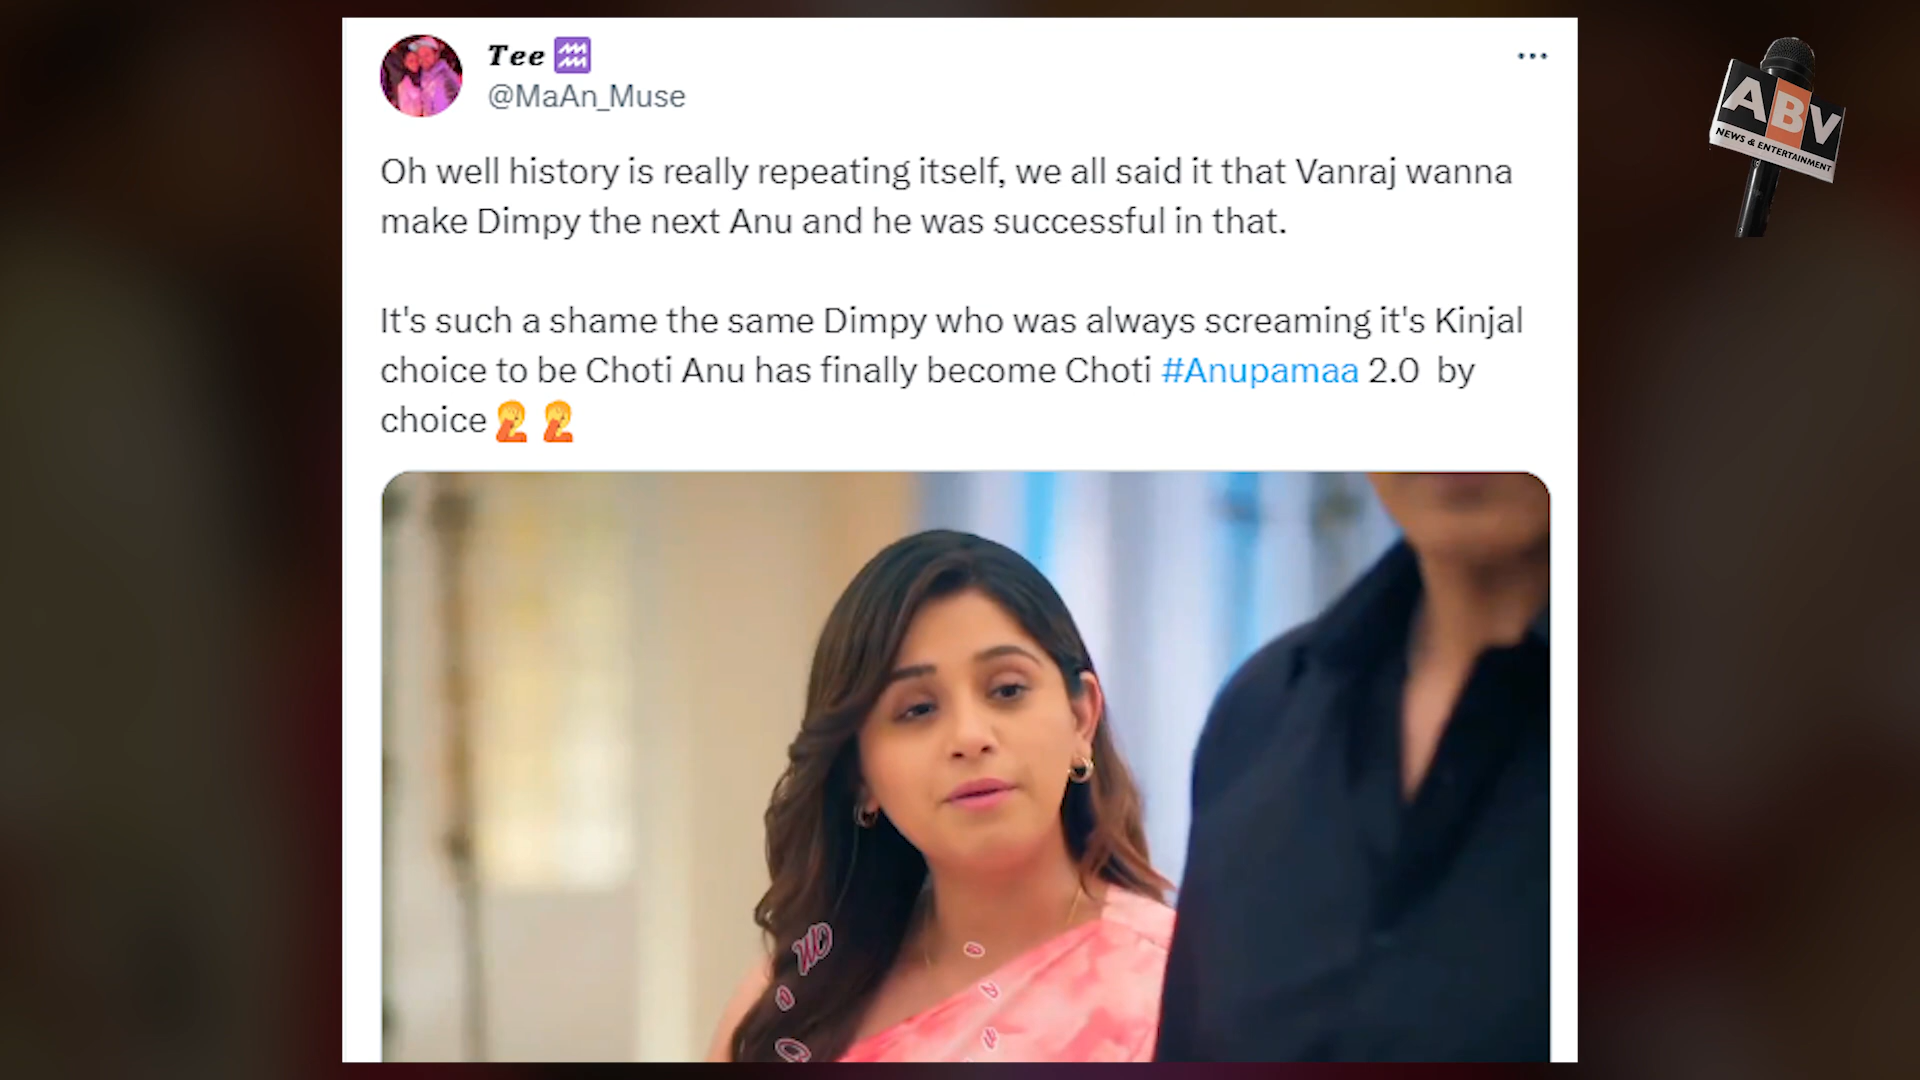 Tee ♒
@MaAn_Muse
Oh well history is really repeating itself, we all said it that Vanraj wanna
make Dimpy the next Anu and he was successful in that.
It's such a shame the same Dimpy who was always screaming it's Kinjal
choice to be Choti Anu has finally become Choti #Anupamaa 2.0 by
choice🤦🤦
ABV
NEWS & ENTERTAINMENT